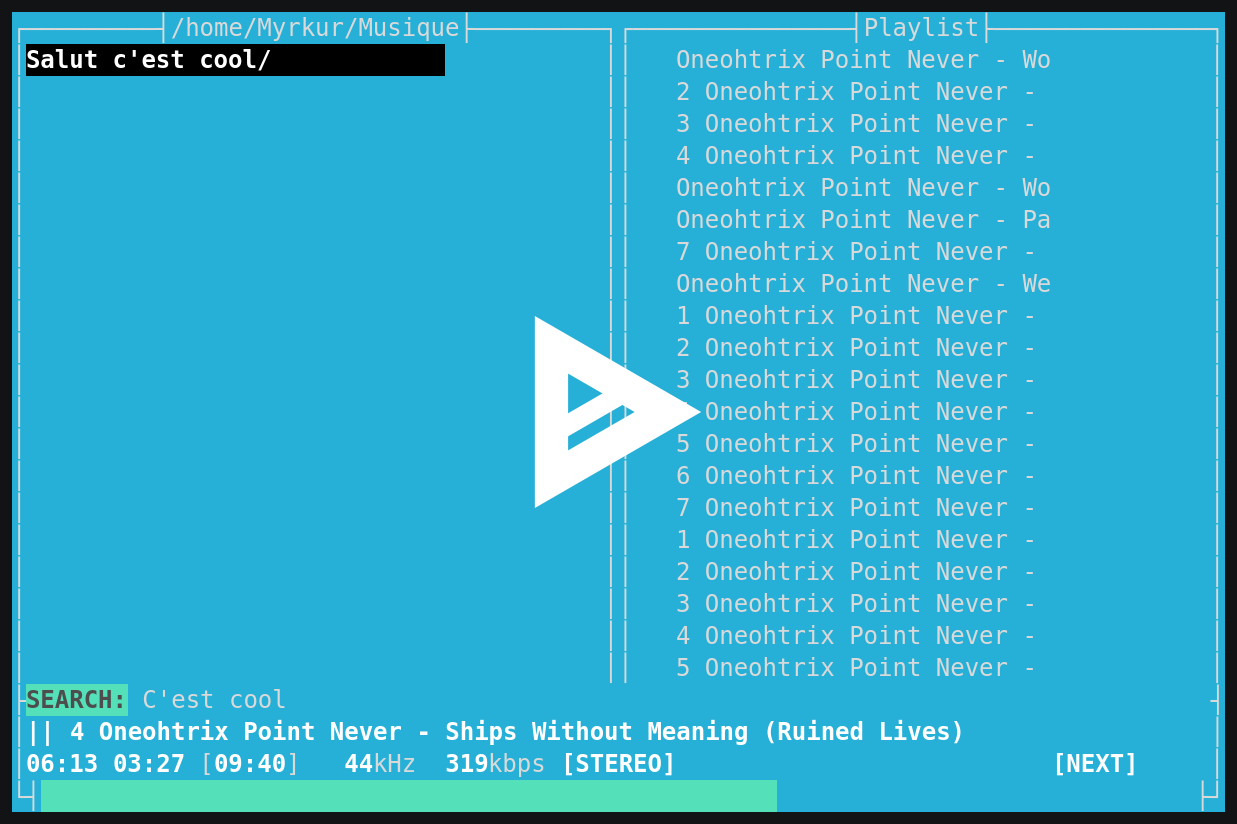 /home/Myrkur/Musique
Salut c'est cool/
Playlist
Oneohtrix Point Never - Wo
2 Oneohtrix Point Never -
3 Oneohtrix Point Never -
4 Oneohtrix Point Never -
Oneohtrix Point Never - Wo
Oneohtrix Point Never - Pa
7 Oneohtrix Point Never -
Oneohtrix Point Never - We
1 Oneohtrix Point Never -
2 Oneohtrix Point Never -
3 Oneohtrix Point Never -
Oneohtrix Point Never -
5 Oneohtrix Point Never -
6 Oneohtrix Point Never -
7 Oneohtrix Point Never -
1 Oneohtrix Point Never -
2 Oneohtrix Point Never -
3 Oneohtrix Point Never -
4 Oneohtrix Point Never -
5 Oneohtrix Point Never -
SEARCH: C'est cool
|| 4 Oneohtrix Point Never - Ships Without Meaning (Ruined Lives)
06:13 03:27 [09:40] 44kHz 319kbps [STEREO] [NEXT]